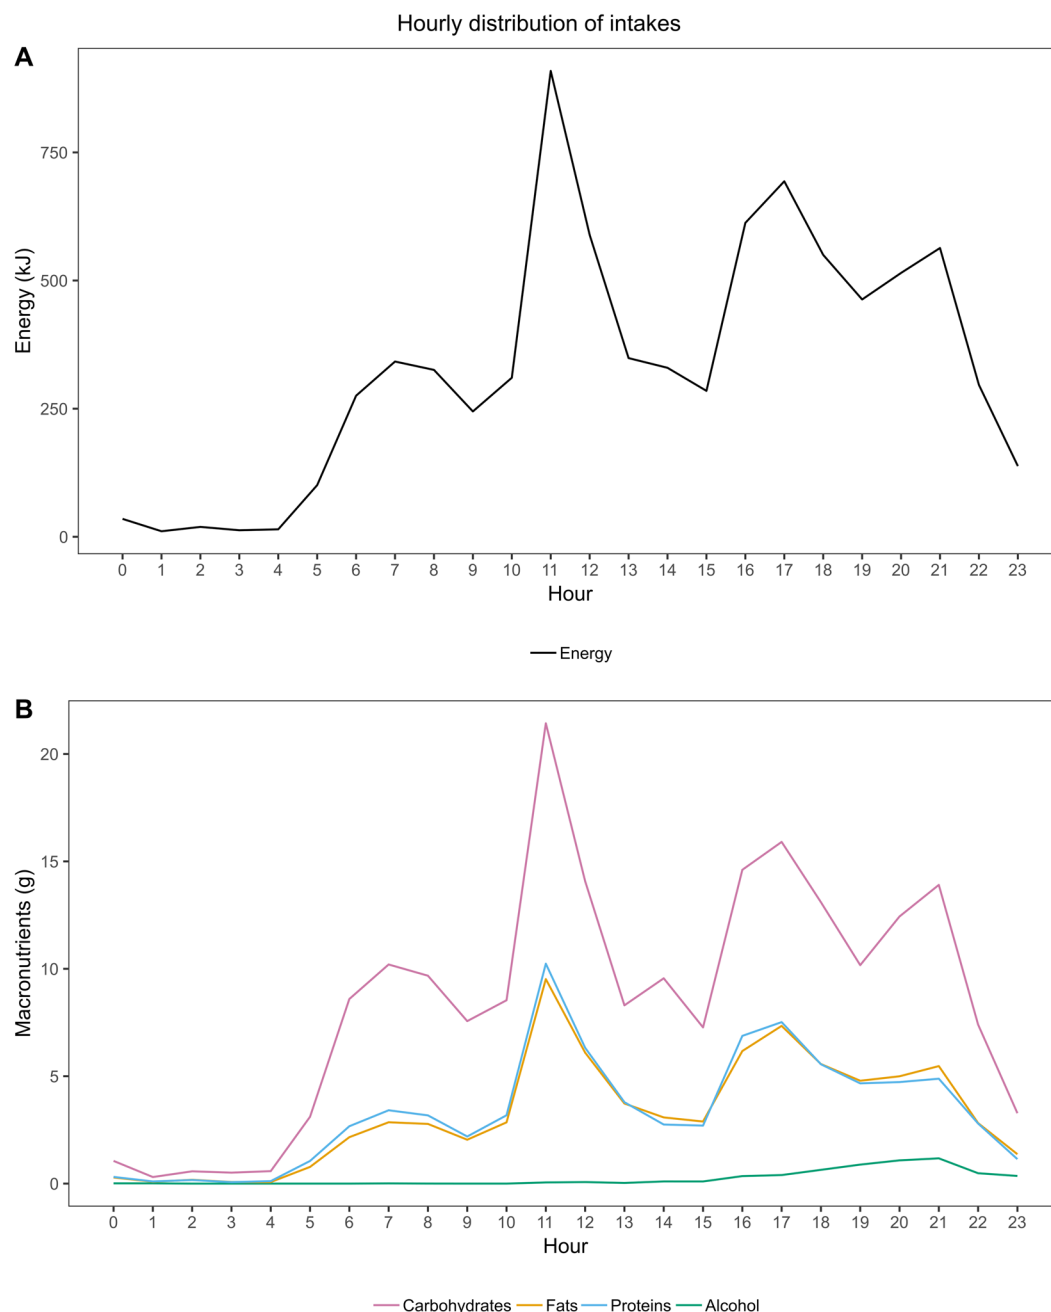 Hourly distribution of intakes
A
Energy (kJ)
750
500
250
0
0 1 2 3 4 5 6 7 8 9 10 11 12 13 14 15 16 17 18 19 20 21 22 23
Hour
Energy
B
Macronutrients (g)
20
15
10
5
0
0 1 2 3 4 5 6 7 8 9 10 11 12 13 14 15 16 17 18 19 20 21 22 23
Hour
Carbohydrates Fats Proteins Alcohol